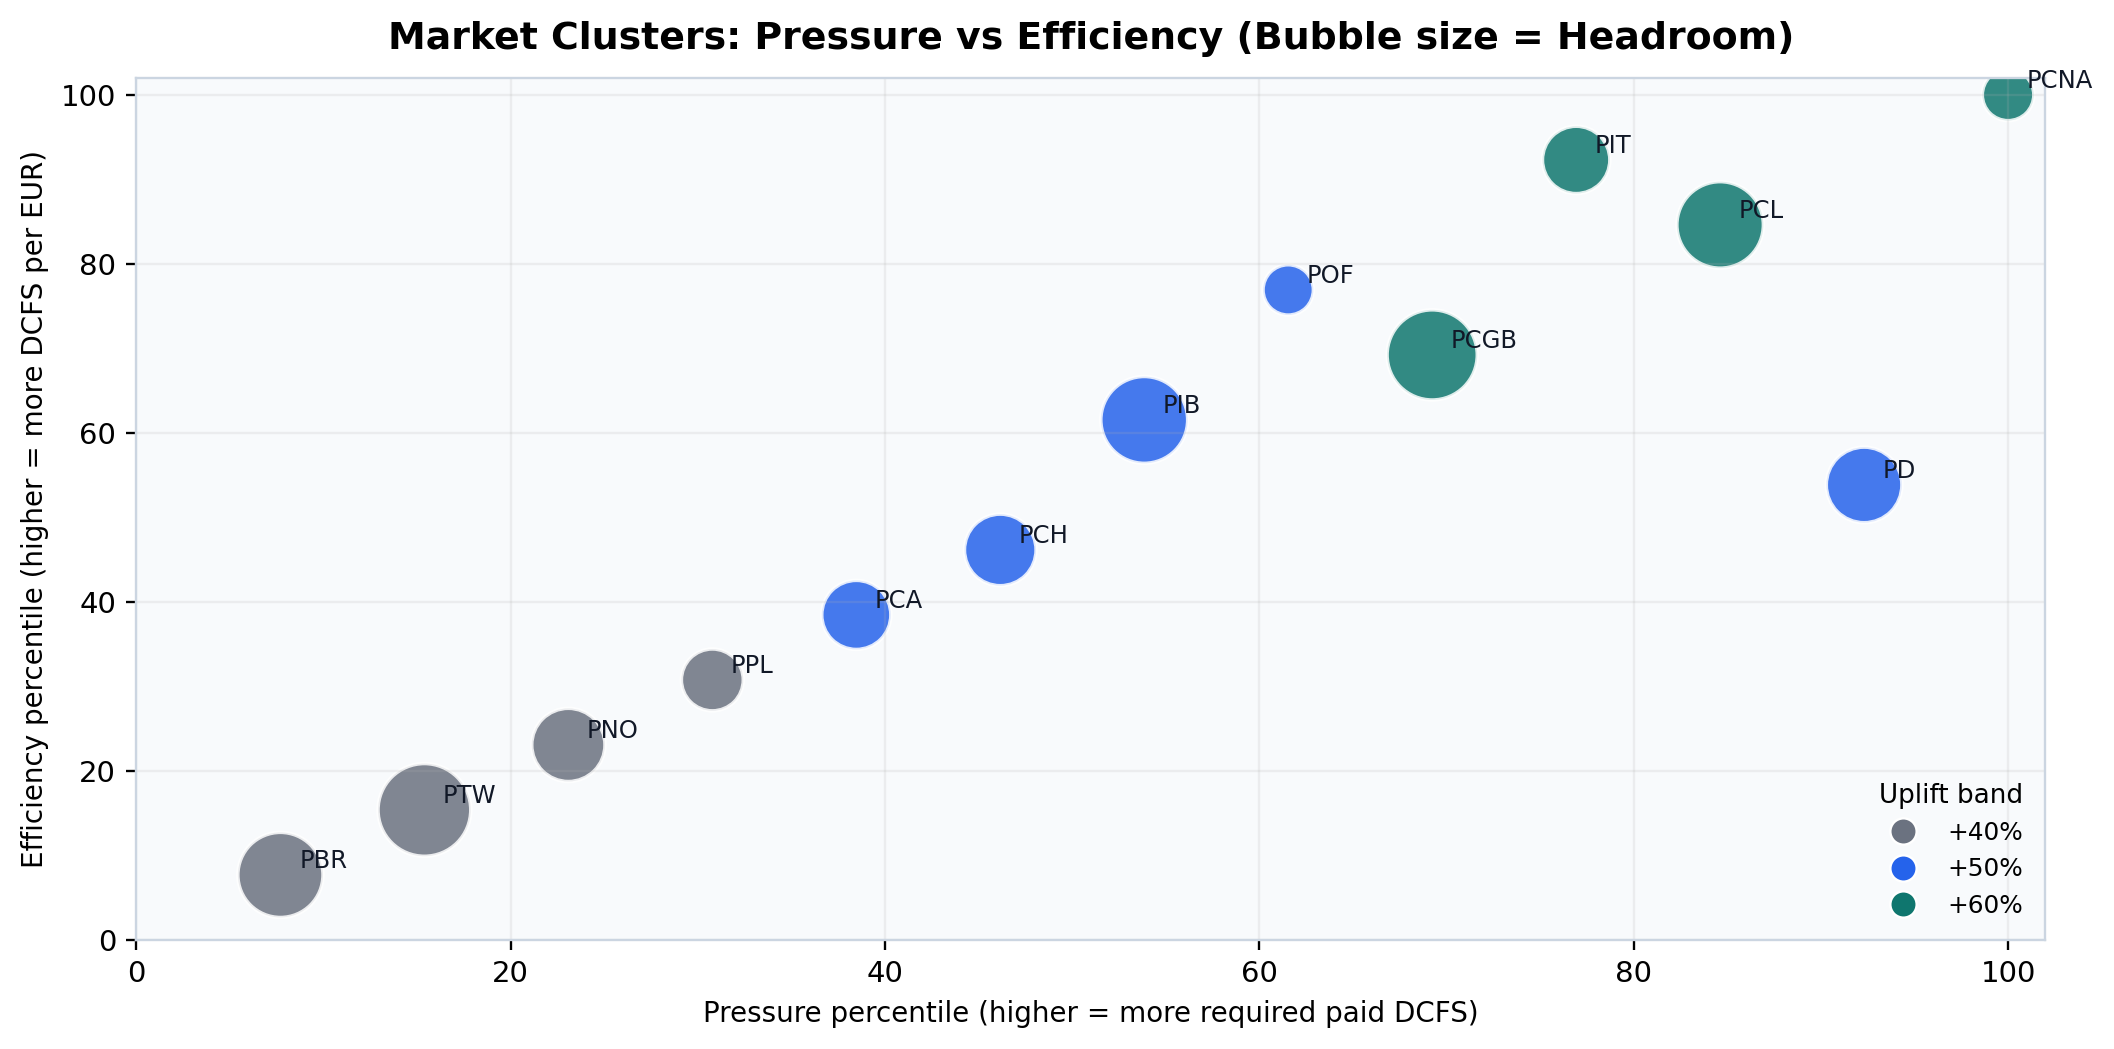 Market Clusters: Pressure vs Efficiency (Bubble size = Headroom)
Efficiency percentile (higher = more DCFS per EUR)
100
80
60
40
20
0
PCNA
PIT
PCL
POF
PCGB
PIB
PD
PCH
PCA
PPL
PNO
PTW
PBR
Uplift band
+40%
+50%
+60%
0
20
40
60
80
100
Pressure percentile (higher = more required paid DCFS)